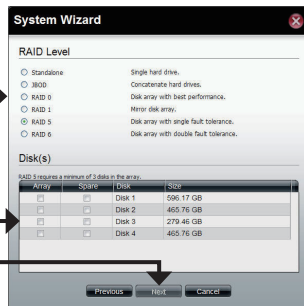 System Wizard
RAID Level
Standalone Single hard drive.
JBOD Concatenate hard drives.
RAID 0 Disk array with best performance.
RAID 1 Mirror disk array.
RAID 5 Disk array with single fault tolerance.
RAID 6 Disk array with double fault tolerance.
Disk(s)
RAID 5 requires a minimum of 3 disks in the array.
Array Spare Disk Size
Disk 1 596.17 GB
Disk 2 465.76 GB
Disk 3 279.46 GB
Disk 4 465.76 GB
Previous Next Cancel